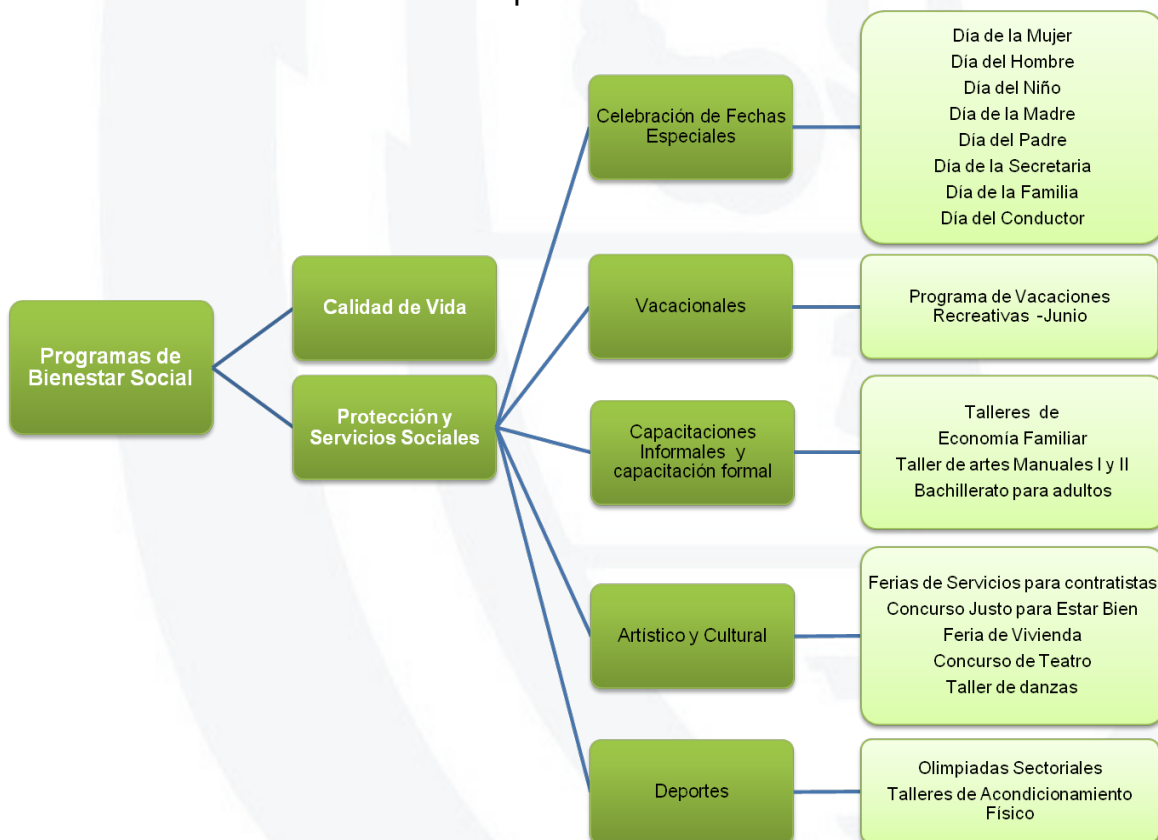 Programas de
Bienestar Social
Calidad de Vida
Protección y
Servicios Sociales
Celebración de Fechas
Especiales
Día de la Mujer
Día del Hombre
Día del Niño
Día de la Madre
Día del Padre
Día de la Secretaria
Día de la Familia
Día del Conductor
Vacacionales
Programa de Vacaciones
Recreativas -Junio
Capacitaciones
Informales y
capacitación formal
Talleres de
Economía Familiar
Taller de artes Manuales I y II
Bachillerato para adultos
Artístico y Cultural
Ferias de Servicios para contratistas
Concurso Justo para Estar Bien
Feria de Vivienda
Concurso de Teatro
Taller de danzas
Deportes
Olimpiadas Sectoriales
Talleres de Acondicionamiento
Físico